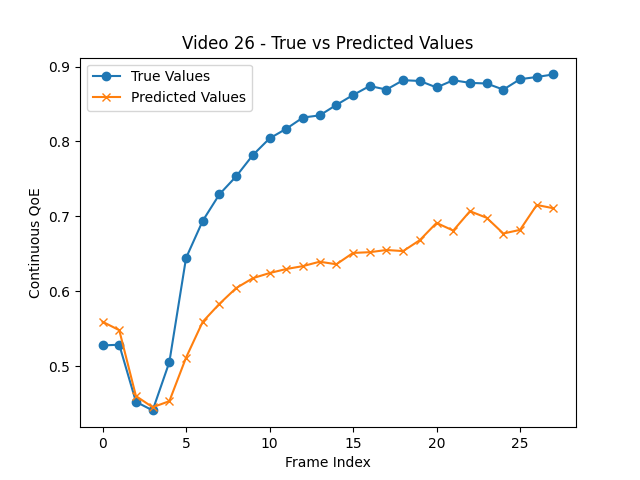 Video 26 - True vs Predicted Values
True Values
Predicted Values
0.9
0.8
0.7
0.6
0.5
Continuous QoE
0 5 10 15 20 25
Frame Index